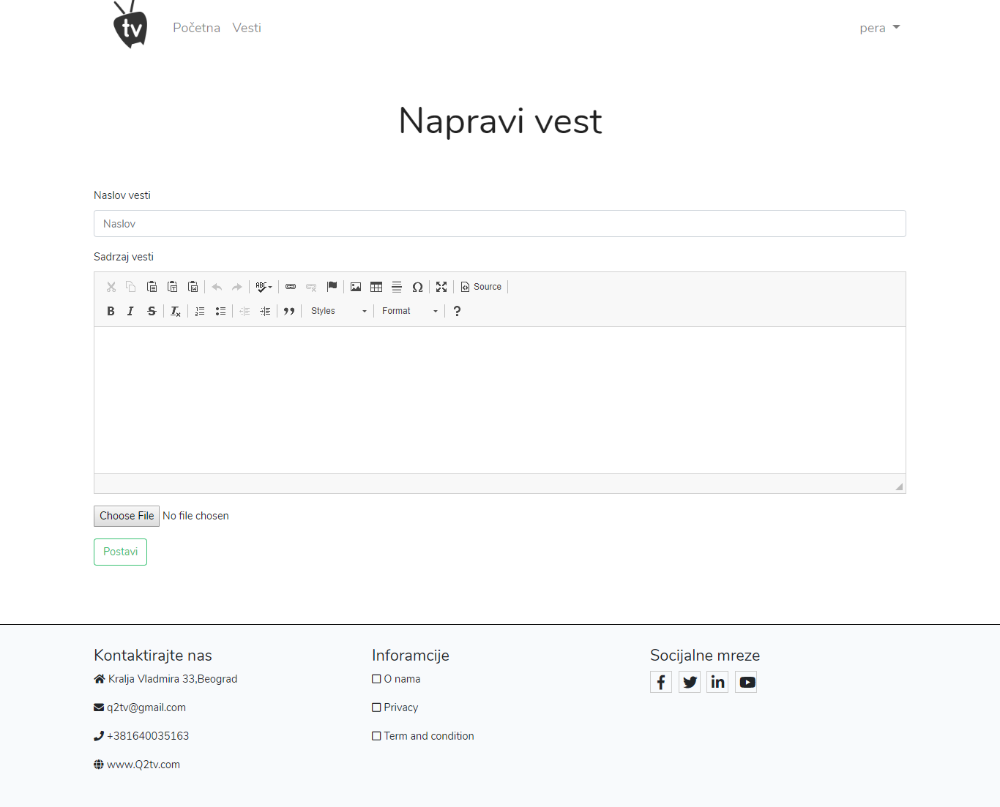 tv
Početna Vesti pera
Napravi vest
Naslov vesti
Naslov
Sadrzaj vesti
ABC Source
B I S Tx Styles Format ?
Choose File No file chosen
Postavi
Kontaktirajte nas
Kralja Vladmira 33,Beograd
q2tv@gmail.com
+381640035163
www.Q2tv.com
Inforamcije
O nama
Privacy
Term and condition
Socijalne mreze